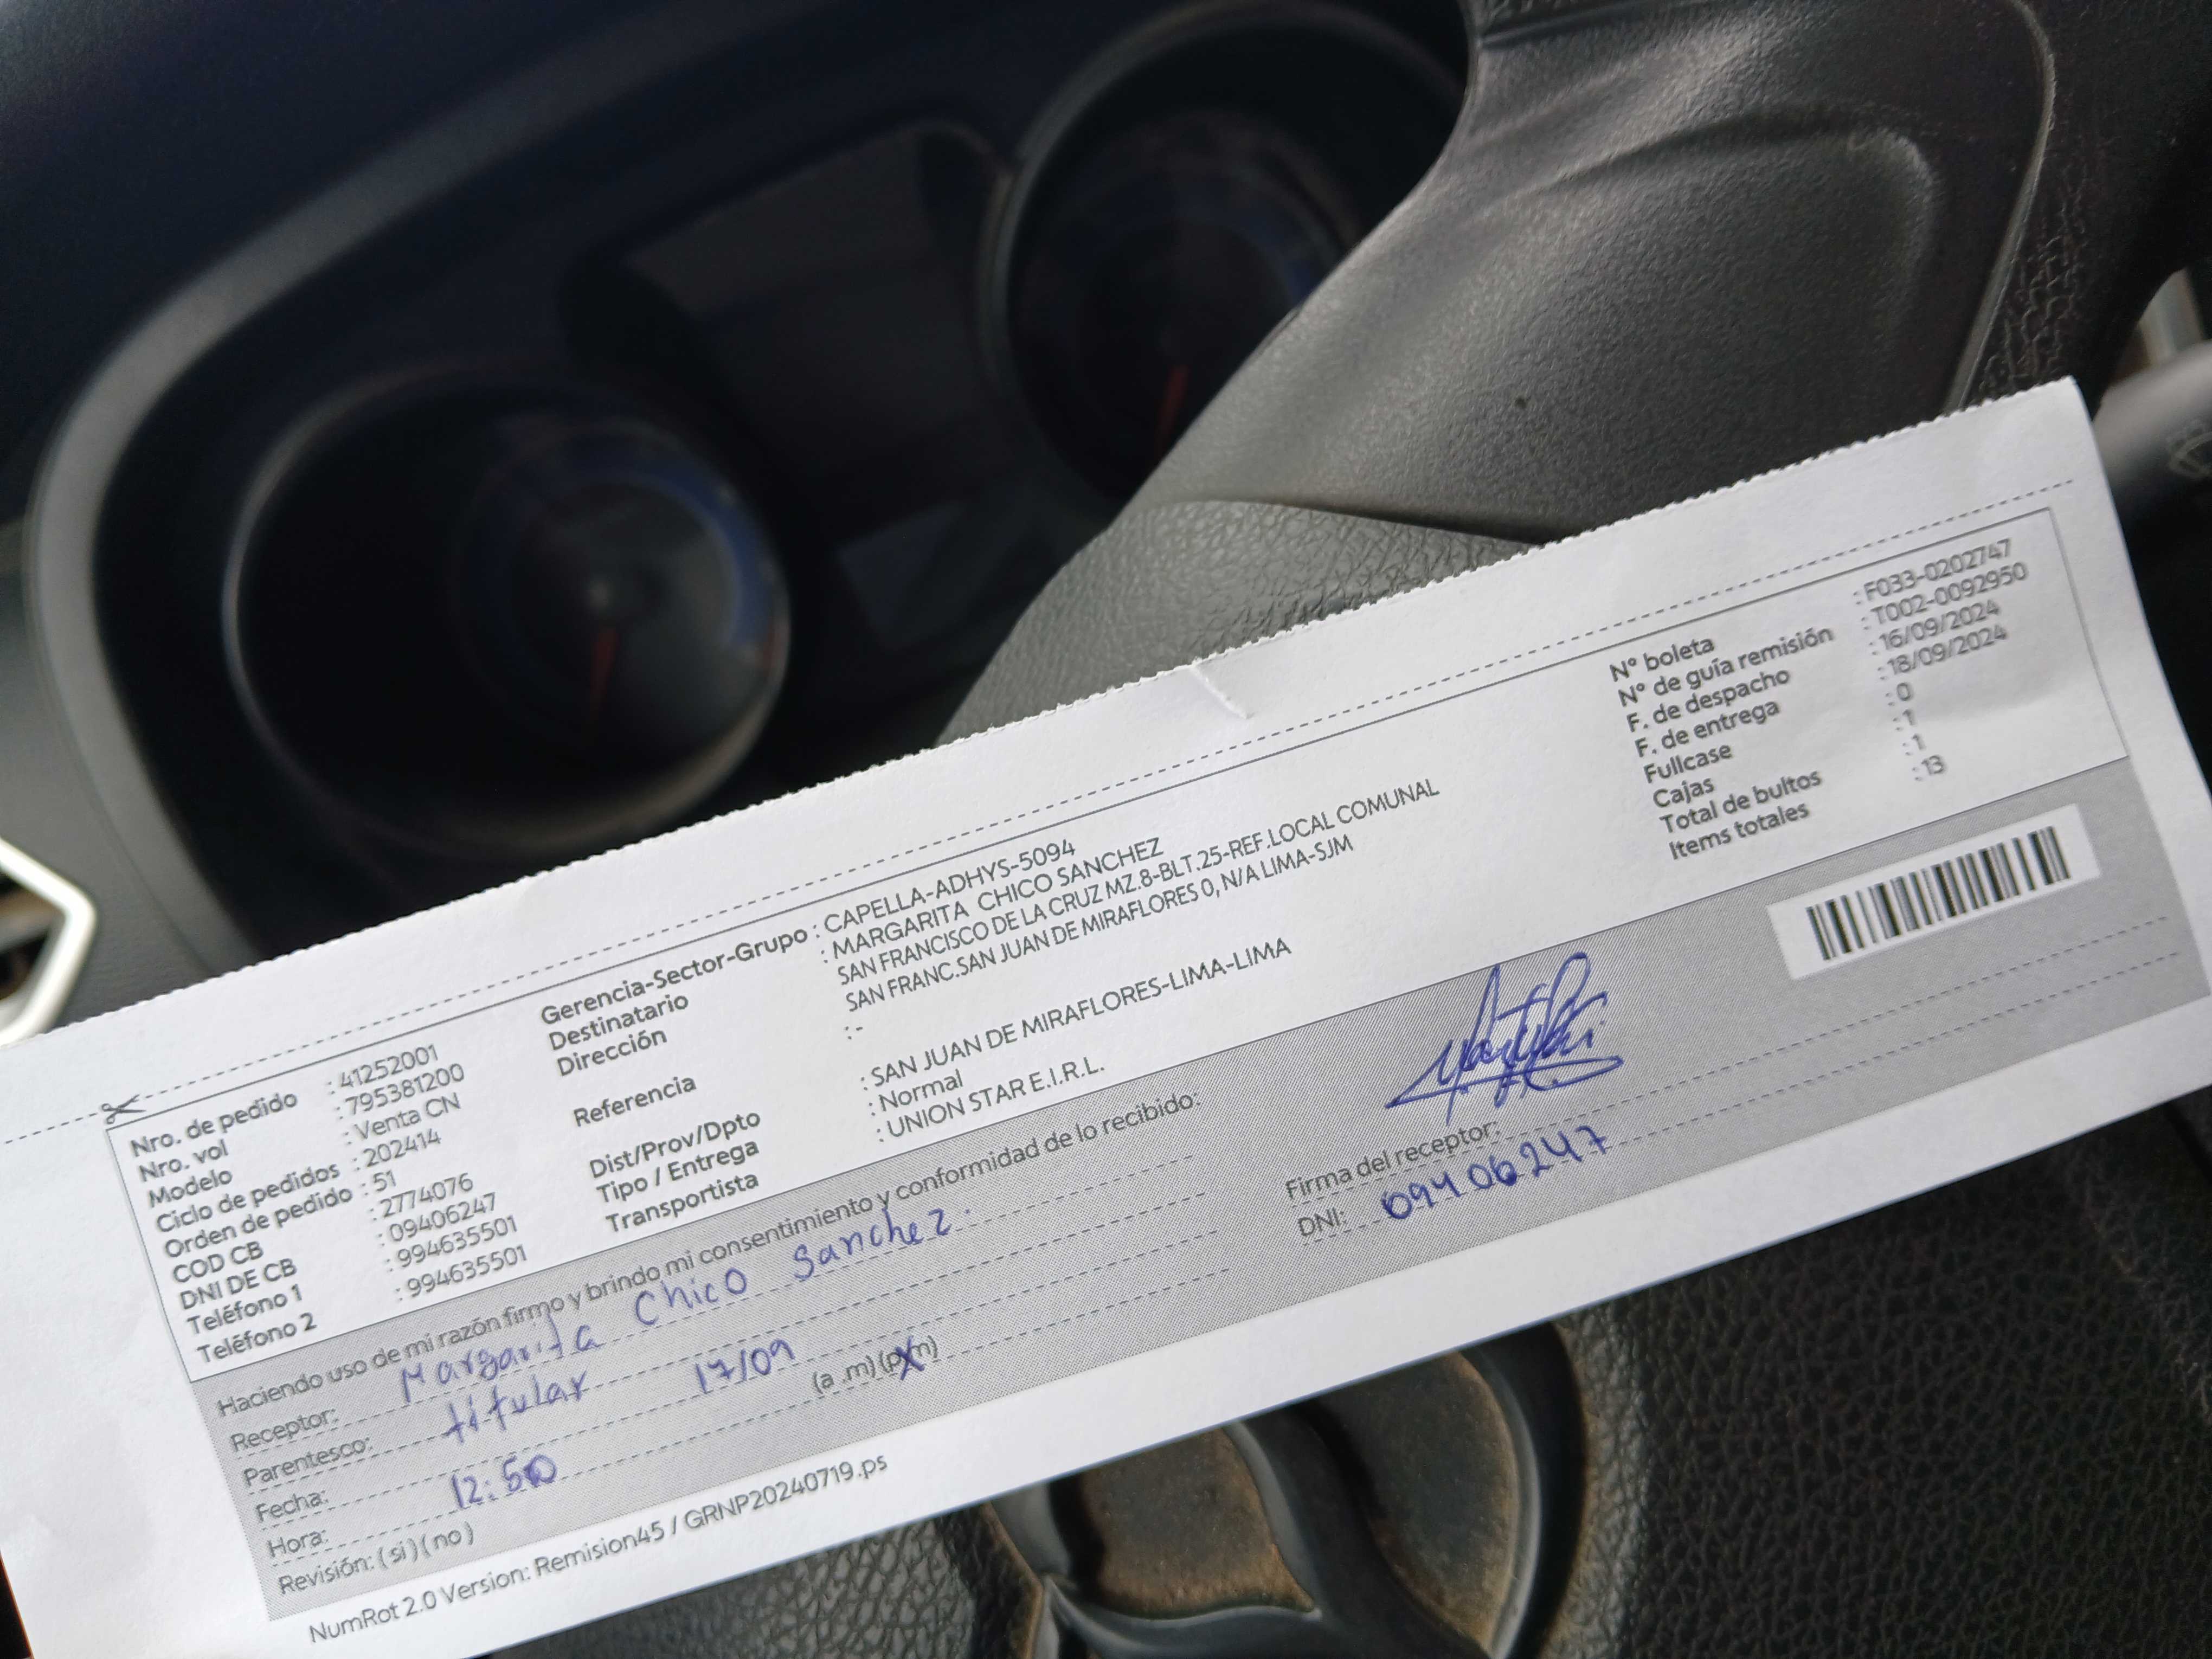 Nro. de pedido : 41252001
Nro. vol : 795381200
Modelo : Venta CN
Ciclo de pedidos : 202414
Orden de pedido : 51
COD CB : 2774076
DNI DE CB : 09406247
Teléfono 1 : 994635501
Teléfono 2 : 994635501
Gerencia-Sector-Grupo : CAPELLA-ADHYS-5094
Destinatario : MARGARITA CHICO SANCHEZ
Dirección SAN FRANCISCO DE LA CRUZ MZ.8-BLT.25-REF.LOCAL COMUNAL
SAN FRANC.SAN JUAN DE MIRAFLORES 0, N/A LIMA-SJM
Referencia :-
Dist/Prov/Dpto : SAN JUAN DE MIRAFLORES-LIMA-LIMA
Tipo / Entrega : Normal
Transportista : UNION STAR E.I.R.L.
N° boleta : F033-0202747
N° de guía remisión : T002-0092950
F. de despacho : 16/09/2024
F. de entrega : 18/09/2024
Fullcase : 0
Cajas : 1
Total de bultos : 1
Items totales : 13
Haciendo uso de mi razón firmo y brindo mi consentimiento y conformidad de lo recibido:
Receptor: Margarita Chico Sanchez.
Parentesco: titular
Fecha: 17/09
Hora: 12:50 (a .m) (p.m)
Revisión: ( si ) ( no )
Firma del receptor:
DNI: 09406247
NumRot 2.0 Version: Remision45 / GRNP20240719.ps